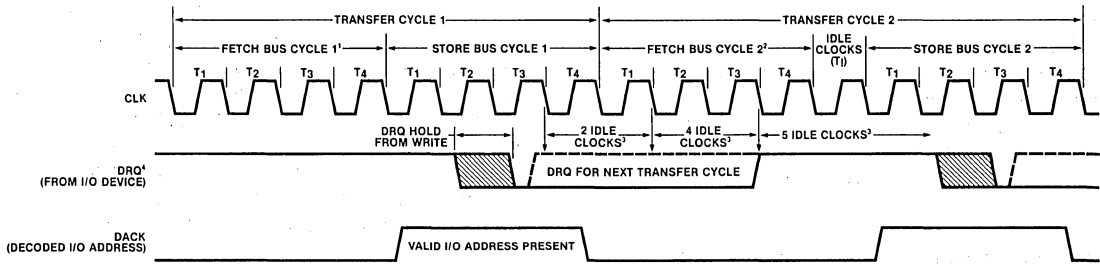 TRANSFER CYCLE 1
TRANSFER CYCLE 2
FETCH BUS CYCLE 1¹
STORE BUS CYCLE 1
FETCH BUS CYCLE 2²
IDLE
CLOCKS
(TI)
STORE BUS CYCLE 2
T1 T2 T3 T4 T1 T2 T3 T4 T1 T2 T3 T4 T1 T2 T3 T4
CLK
DRQ HOLD
FROM WRITE
2 IDLE
CLOCKS³
4 IDLE
CLOCKS³
5 IDLE CLOCKS³
DRQ⁴
(FROM I/O DEVICE)
DRQ FOR NEXT TRANSFER CYCLE
DACK
(DECODED I/O ADDRESS)
VALID I/O ADDRESS PRESENT